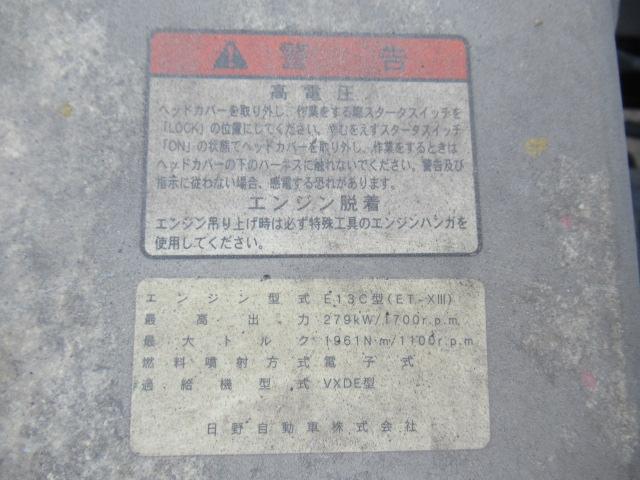 警告
高電圧
ヘッドカバーを取り外し、作業をする際スタータスイッチを
「LOCK」の位置にしてください。やむをえずスタータスイッチ
「ON」の状態でヘッドカバーを取り外し、作業をするときは
ヘッドカバーの下のハーネスに触れないでください。警告及び
指示に従わない場合、感電する恐れがあります。
エンジン脱着
エンジン吊り上げ時は必ず特殊工具のエンジンハンガを
使用してください。
エンジン型式 E13C型(ET-XIII)
最高出力 279kW/1700r.p.m.
最大トルク 1961N·m/1100r.p.m.
燃料噴射方式 電子式
過給機型式 VXDE型
日野自動車株式会社